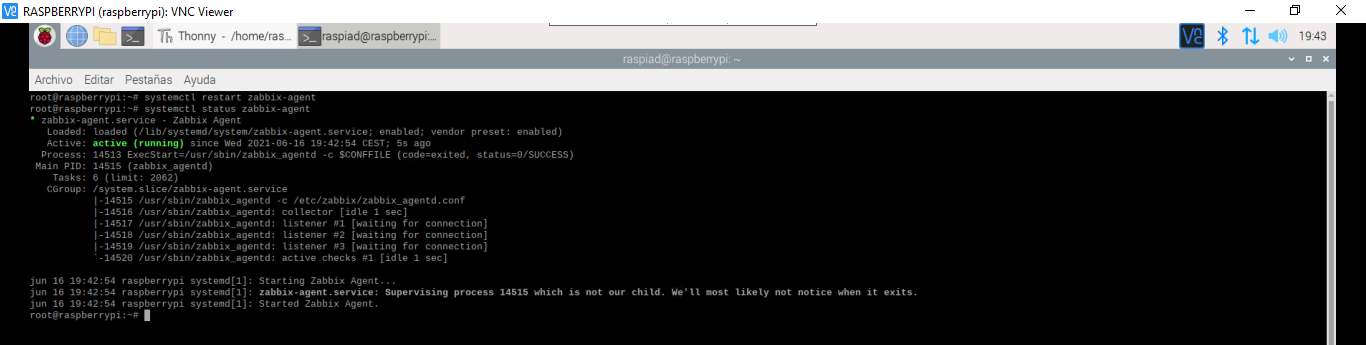 RASPBERRYPI (raspberrypi): VNC Viewer
Thonny - /home/ras... raspiad@raspberrypi:... 19:43
raspiad@raspberrypi: ~
Archivo Editar Pestañas Ayuda
root@raspberrypi:~# systemctl restart zabbix-agent
root@raspberrypi:~# systemctl status zabbix-agent
* zabbix-agent.service - Zabbix Agent
Loaded: loaded (/lib/systemd/system/zabbix-agent.service; enabled; vendor preset: enabled)
Active: active (running) since Wed 2021-06-16 19:42:54 CEST; 5s ago
Process: 14513 ExecStart=/usr/sbin/zabbix_agentd -c $CONFFILE (code=exited, status=0/SUCCESS)
Main PID: 14515 (zabbix_agentd)
Tasks: 6 (limit: 2062)
CGroup: /system.slice/zabbix-agent.service
|-14515 /usr/sbin/zabbix_agentd -c /etc/zabbix/zabbix_agentd.conf
|-14516 /usr/sbin/zabbix_agentd: collector [idle 1 sec]
|-14517 /usr/sbin/zabbix_agentd: listener #1 [waiting for connection]
|-14518 /usr/sbin/zabbix_agentd: listener #2 [waiting for connection]
|-14519 /usr/sbin/zabbix_agentd: listener #3 [waiting for connection]
`-14520 /usr/sbin/zabbix_agentd: active checks #1 [idle 1 sec]
jun 16 19:42:54 raspberrypi systemd[1]: Starting Zabbix Agent...
jun 16 19:42:54 raspberrypi systemd[1]: zabbix-agent.service: Supervising process 14515 which is not our child. We'll most likely not notice when it exits.
jun 16 19:42:54 raspberrypi systemd[1]: Started Zabbix Agent.
root@raspberrypi:~#